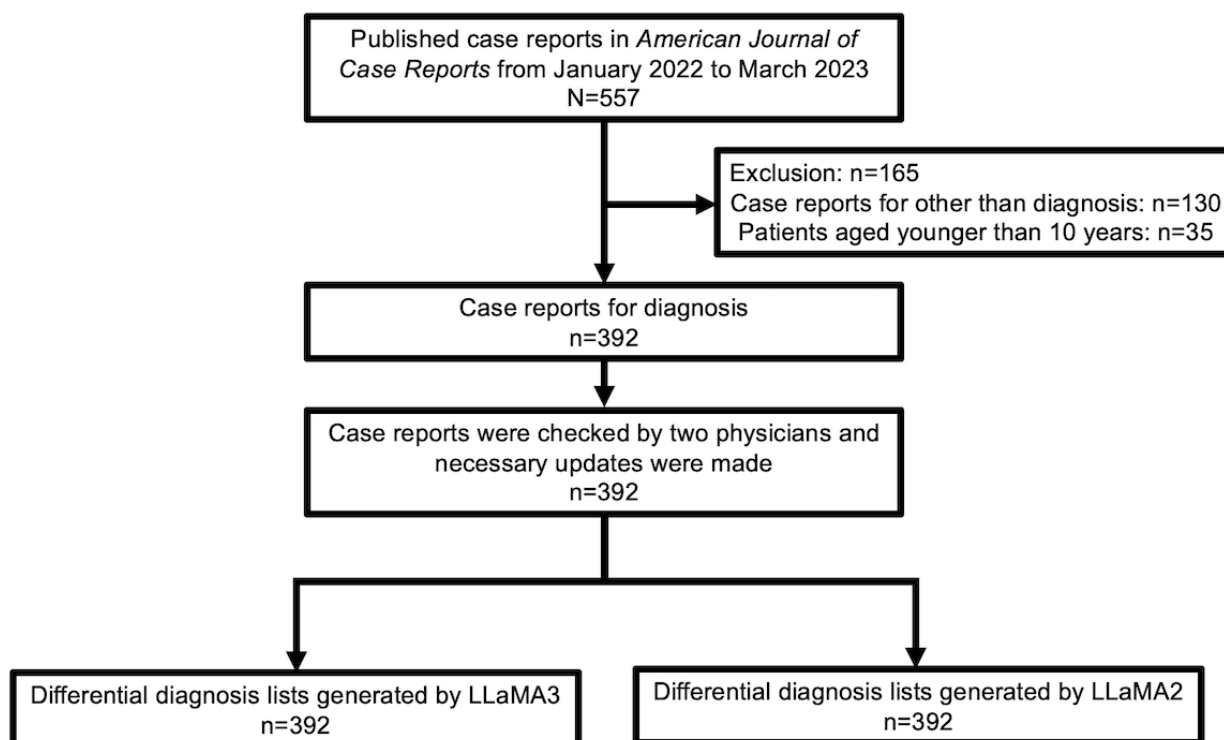 Published case reports in American Journal of
Case Reports from January 2022 to March 2023
N=557
Exclusion: n=165
Case reports for other than diagnosis: n=130
Patients aged younger than 10 years: n=35
Case reports for diagnosis
n=392
Case reports were checked by two physicians and
necessary updates were made
n=392
Differential diagnosis lists generated by LLaMA3
n=392
Differential diagnosis lists generated by LLaMA2
n=392